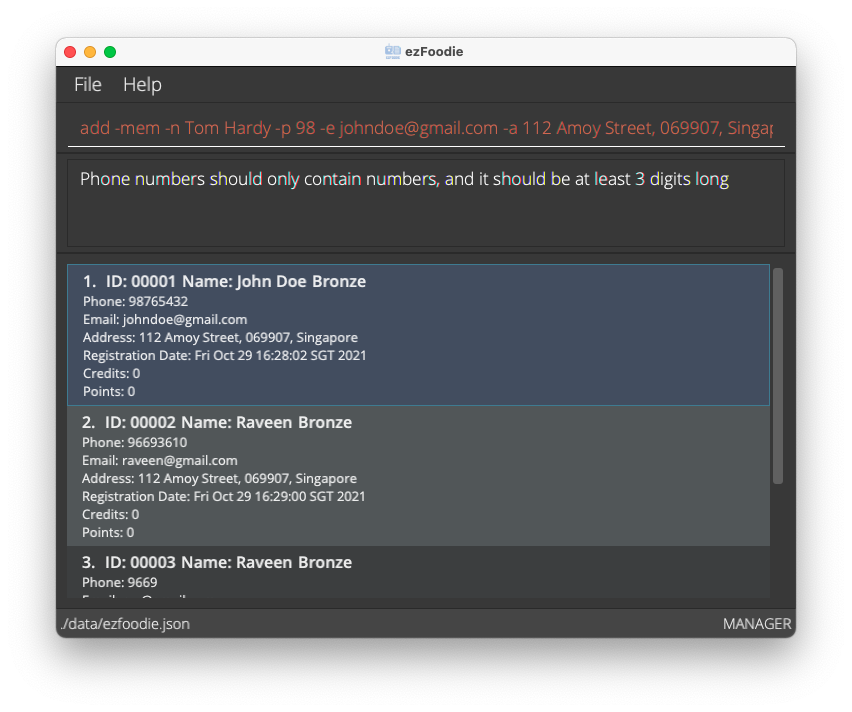 ezFoodie
File Help
add -mem -n Tom Hardy -p 98 -e johndoe@gmail.com -a 112 Amoy Street, 069907, Singap
Phone numbers should only contain numbers, and it should be at least 3 digits long
1. ID: 00001 Name: John Doe Bronze
Phone: 98765432
Email: johndoe@gmail.com
Address: 112 Amoy Street, 069907, Singapore
Registration Date: Fri Oct 29 16:28:02 SGT 2021
Credits: 0
Points: 0
2. ID: 00002 Name: Raveen Bronze
Phone: 96693610
Email: raveen@gmail.com
Address: 112 Amoy Street, 069907, Singapore
Registration Date: Fri Oct 29 16:29:00 SGT 2021
Credits: 0
Points: 0
3. ID: 00003 Name: Raveen Bronze
Phone: 9669
./data/ezfoodie.json MANAGER